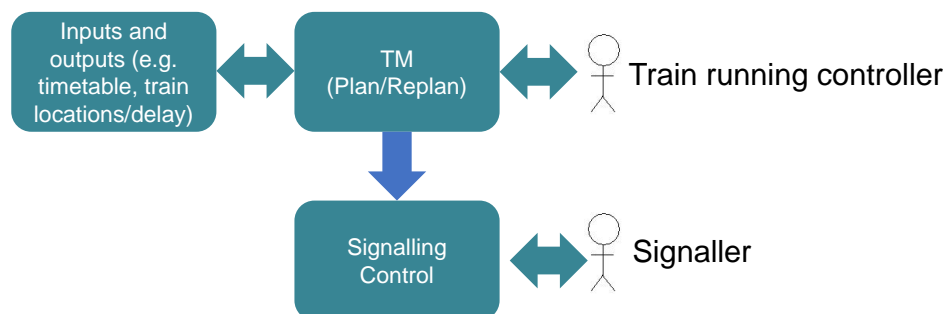 Inputs and
outputs (e.g.
timetable, train
locations/delay)
TM
(Plan/Replan)
Train running controller
Signalling
Control
Signaller